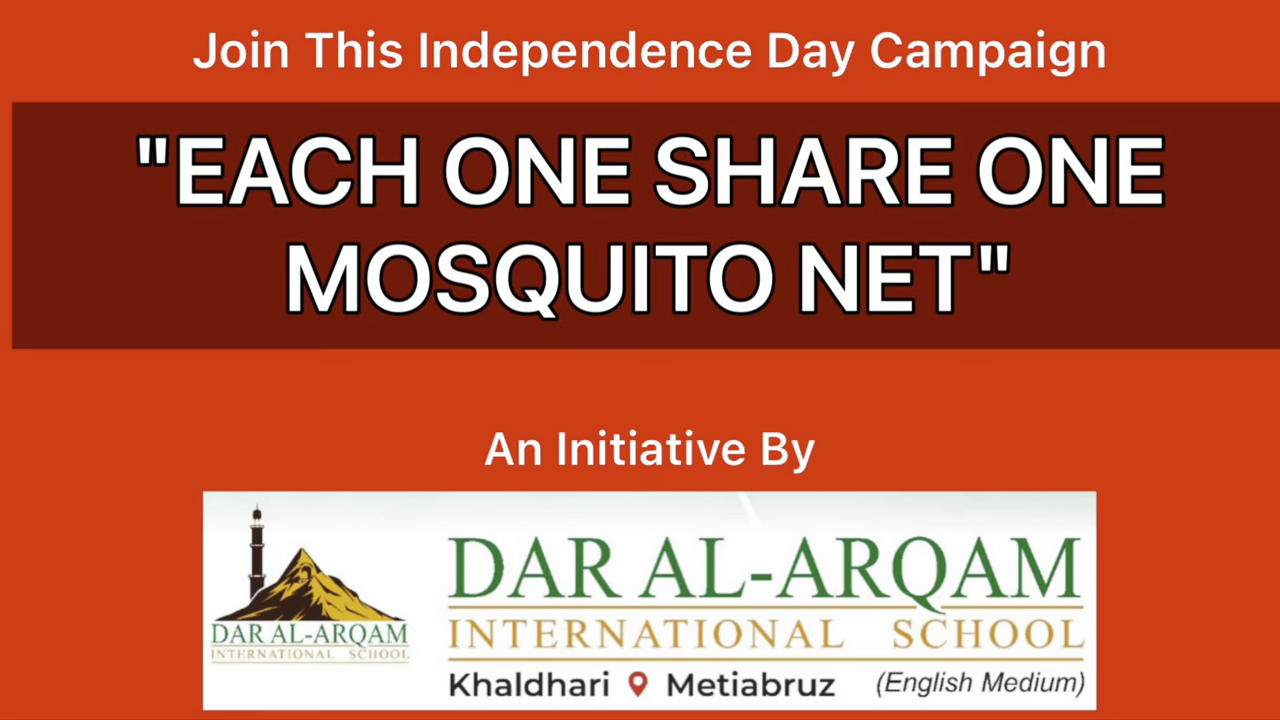 Join This Independence Day Campaign
"EACH ONE SHARE ONE
MOSQUITO NET"
An Initiative By
DAR AL-ARQAM
INTERNATIONAL SCHOOL
DAR AL-ARQAM
INTERNATIONAL SCHOOL
Khaldhari Metiabruz (English Medium)